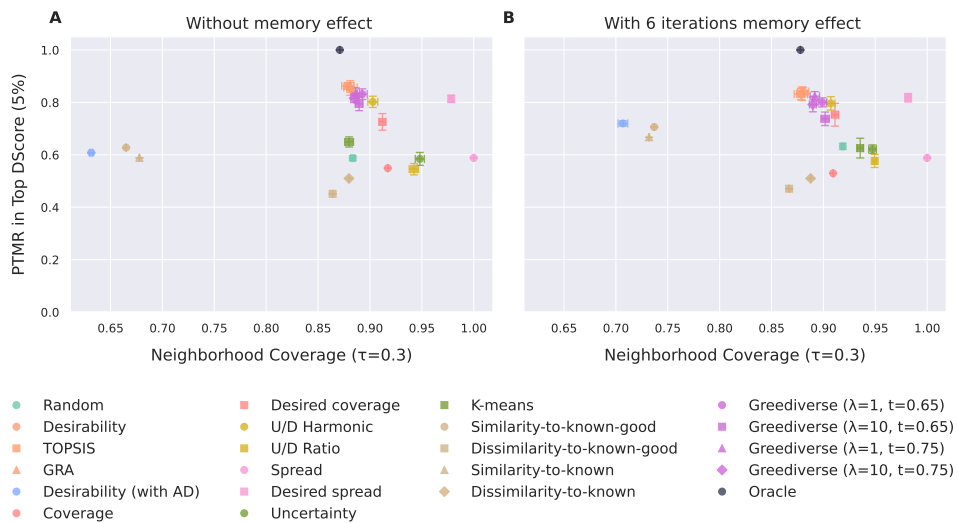 A
Without memory effect
B
With 6 iterations memory effect
PTMR in Top DScore (5%)
1.0
0.8
0.6
0.4
0.2
0.0
0.65 0.70 0.75 0.80 0.85 0.90 0.95 1.00
0.65 0.70 0.75 0.80 0.85 0.90 0.95 1.00
Neighborhood Coverage (τ=0.3)
Neighborhood Coverage (τ=0.3)
Random
Desirability
TOPSIS
GRA
Desirability (with AD)
Coverage
Desired coverage
U/D Harmonic
U/D Ratio
Spread
Desired spread
Uncertainty
K-means
Similarity-to-known-good
Dissimilarity-to-known-good
Similarity-to-known
Dissimilarity-to-known
Greediverse (λ=1, t=0.65)
Greediverse (λ=10, t=0.65)
Greediverse (λ=1, t=0.75)
Greediverse (λ=10, t=0.75)
Oracle